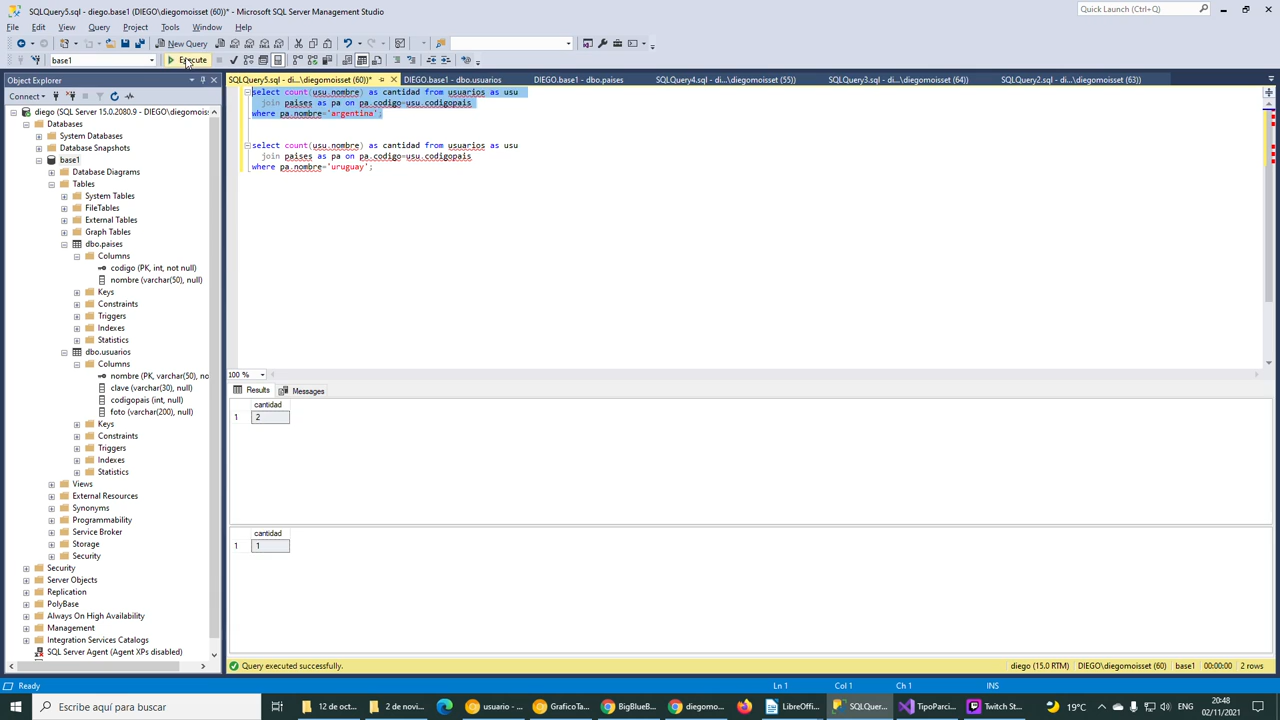 SQLQuery5.sql - diego.base1 (DIEGO\diegomoisset (60))* - Microsoft SQL Server Management Studio
Quick Launch (Ctrl+Q)
File Edit View Query Project Tools Window Help
New Query
base1
Execute
Object Explorer
SQLQuery5.sql - di...\diegomoisset (60))*
DIEGO.base1 - dbo.usuarios
DIEGO.base1 - dbo.paises
SQLQuery4.sql - di...\diegomoisset (55))
SQLQuery3.sql - di...\diegomoisset (64))
SQLQuery2.sql - di...\diegomoisset (63))
Connect
diego (SQL Server 15.0.2080.9 - DIEGO\diegomois
Databases
System Databases
Database Snapshots
base1
Database Diagrams
Tables
System Tables
FileTables
External Tables
Graph Tables
dbo.paises
Columns
codigo (PK, int, not null)
nombre (varchar(50), null)
Keys
Constraints
Triggers
Indexes
Statistics
dbo.usuarios
Columns
nombre (PK, varchar(50), no
clave (varchar(30), null)
codigopais (int, null)
foto (varchar(200), null)
Keys
Constraints
Triggers
Indexes
Statistics
Views
External Resources
Synonyms
Programmability
Service Broker
Storage
Security
Security
Server Objects
Replication
PolyBase
Always On High Availability
Management
Integration Services Catalogs
SQL Server Agent (Agent XPs disabled)
select count(usu.nombre) as cantidad from usuarios as usu
join paises as pa on pa.codigo=usu.codigopais
where pa.nombre='argentina';
select count(usu.nombre) as cantidad from usuarios as usu
join paises as pa on pa.codigo=usu.codigopais
where pa.nombre='uruguay';
100 %
Results Messages
cantidad
1 2
cantidad
1 1
Query executed successfully.
diego (15.0 RTM) DIEGO\diegomoisset (60) base1 00:00:00 2 rows
Ready Ln 1 Col 1 Ch 1 INS
Escribe aquí para buscar
12 de oct...
2 de novi...
usuario - ...
GraficoTa...
BigBlueB...
diegomo...
LibreOffi...
SQLQuer...
TipoParci...
Twitch St...
19°C
20:48
02/11/2021